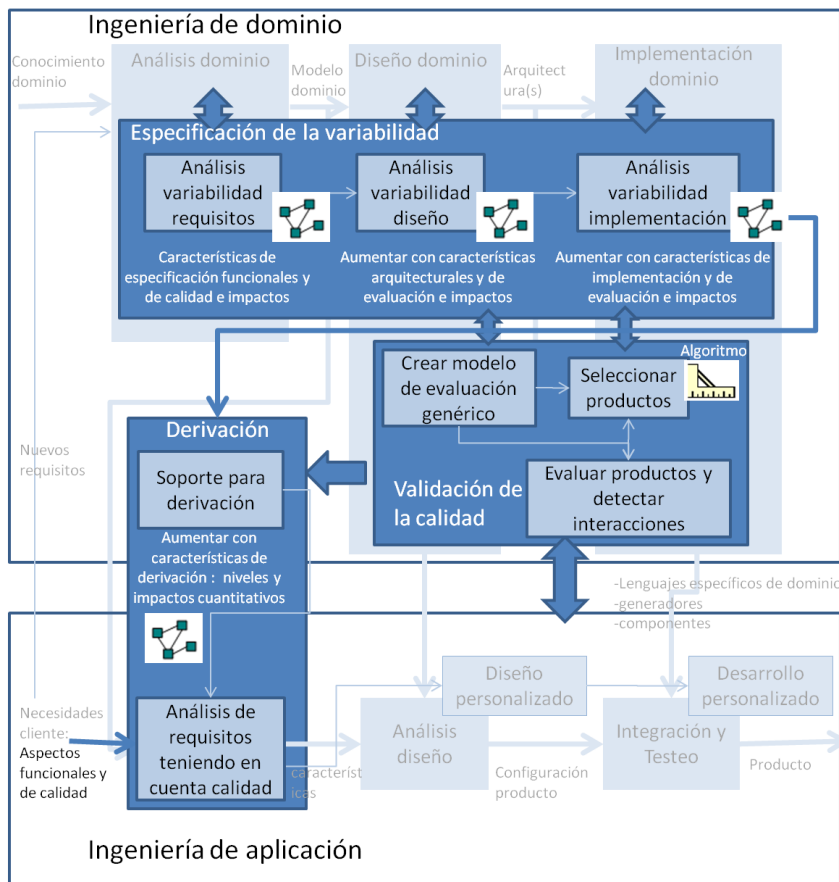 Ingeniería de dominio
Conocimiento
dominio
Análisis dominio
Modelo
dominio
Diseño dominio
Arquitect
ura(s)
Implementación
dominio
Especificación de la variabilidad
Análisis
variabilidad
requisitos
Análisis
variabilidad
diseño
Análisis
variabilidad
implementación
Características de
especificación funcionales y
de calidad e impactos
Aumentar con características
arquitecturales y de
evaluación e impactos
Aumentar con características de
implementación y de
evaluación e impactos
Crear modelo
de evaluación
genérico
Algoritmo
Seleccionar
productos
Evaluar productos y
detectar
interacciones
Validación de
la calidad
Nuevos
requisitos
Derivación
Soporte para
derivación
Aumentar con
características de
derivación : niveles y
impactos cuantitativos
-Lenguajes específicos de dominio
-generadores
-componentes
Necesidades
cliente:
Aspectos
funcionales y
de calidad
Análisis de
requisitos
teniendo en
cuenta calidad
característ
icas
Diseño
personalizado
Desarrollo
personalizado
Análisis
diseño
Configuración
producto
Integración y
Testeo
Producto
Ingeniería de aplicación